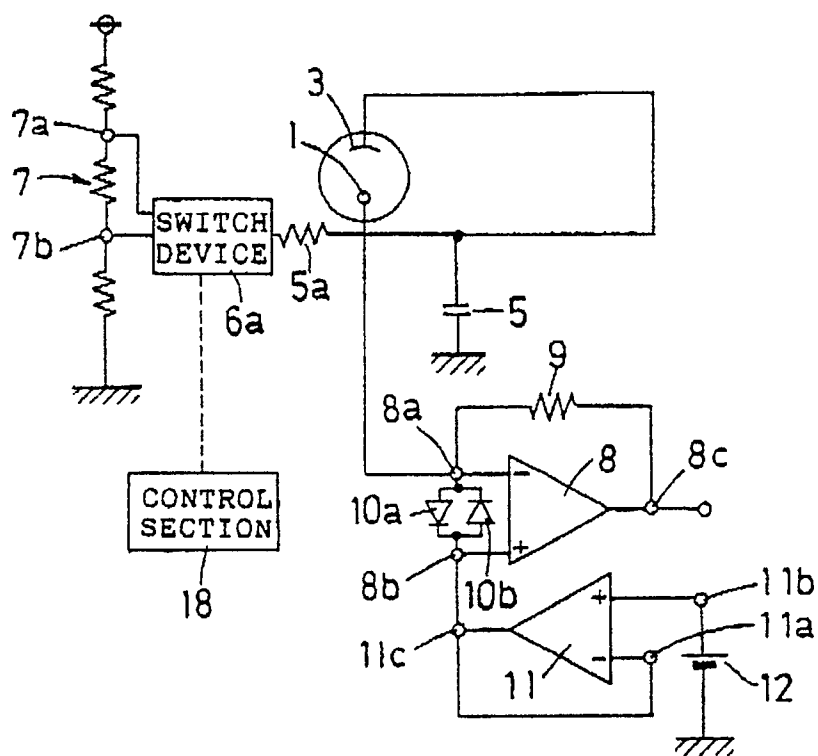 3
7a
1
7
SWITCH
DEVICE
7b
5a
6a
5
9
8a
8
8c
CONTROL
SECTION
10a
-
+
8b
10b
11b
18
11c
+
11a
-
11
12